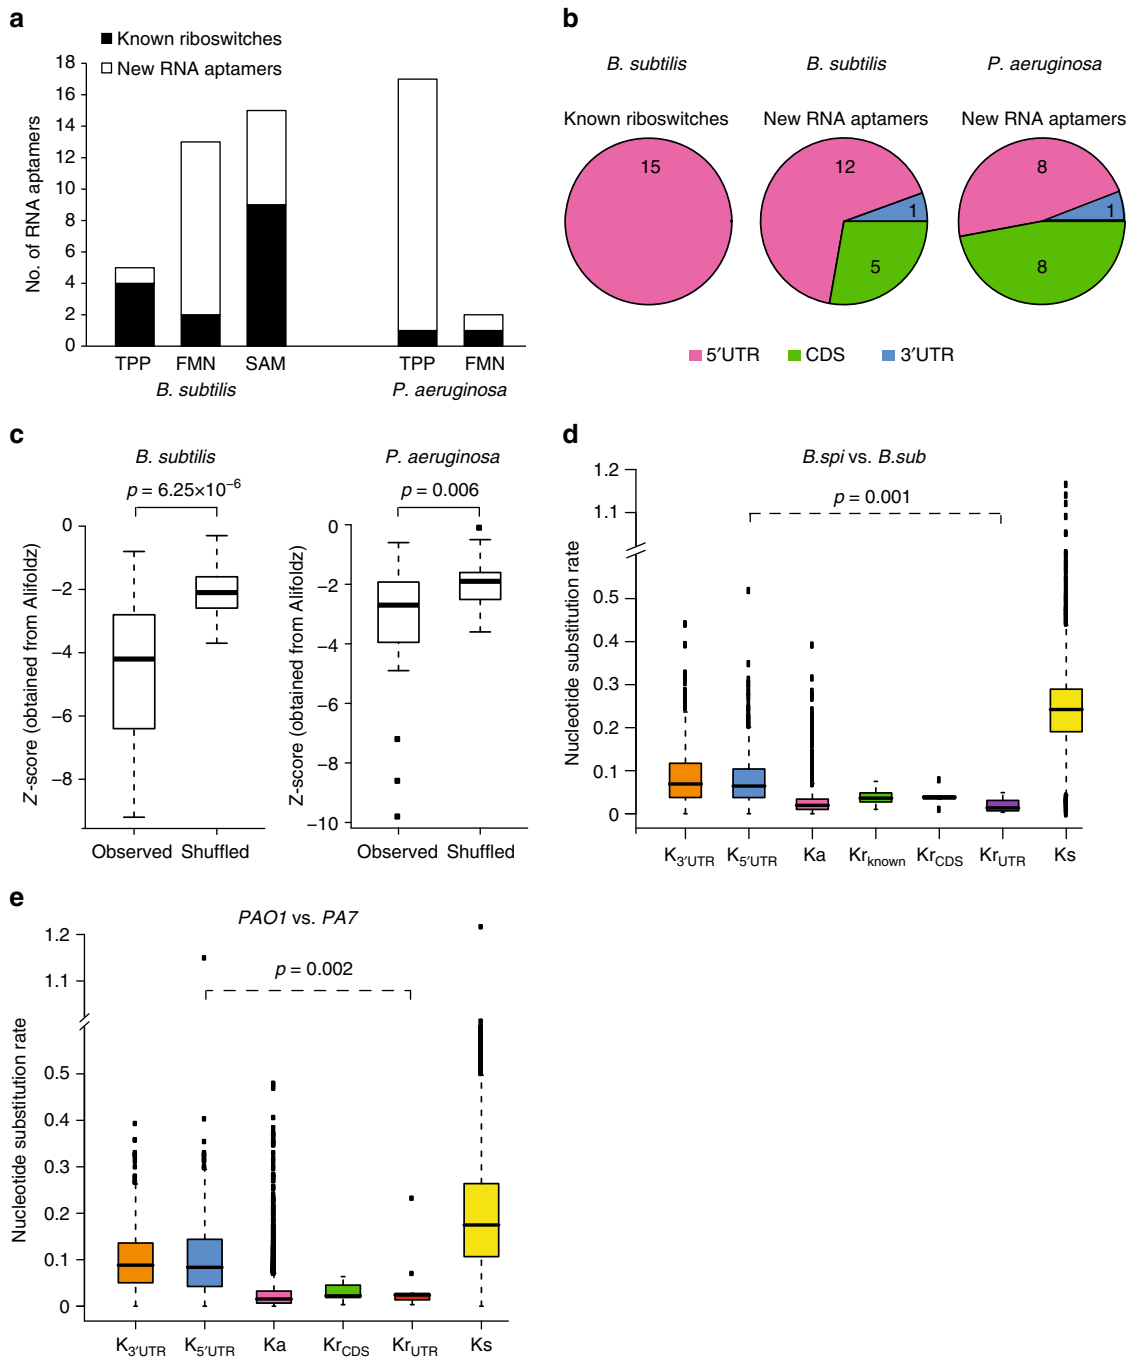 a
Known riboswitches
New RNA aptamers
No. of RNA aptamers
18
16
14
12
10
8
6
4
2
0
TPP FMN SAM TPP FMN
B. subtilis P. aeruginosa
b
B. subtilis B. subtilis P. aeruginosa
Known riboswitches New RNA aptamers New RNA aptamers
15 12 1 5 8 1 8
5′UTR CDS 3′UTR
c
B. subtilis
p = 6.25×10⁻⁶
Z-score (obtained from Alifoldz)
0
−2
−4
−6
−8
Observed Shuffled
P. aeruginosa
p = 0.006
Z-score (obtained from Alifoldz)
0
−2
−4
−6
−8
−10
Observed Shuffled
d
B.spi vs. B.sub
p = 0.001
Nucleotide substitution rate
1.2
1.1
0.5
0.4
0.3
0.2
0.1
0
K3′UTR K5′UTR Ka Krknown KrCDS KrUTR Ks
e
PAO1 vs. PA7
p = 0.002
Nucleotide substitution rate
1.2
1.1
0.5
0.4
0.3
0.2
0.1
0
K3′UTR K5′UTR Ka KrCDS KrUTR Ks